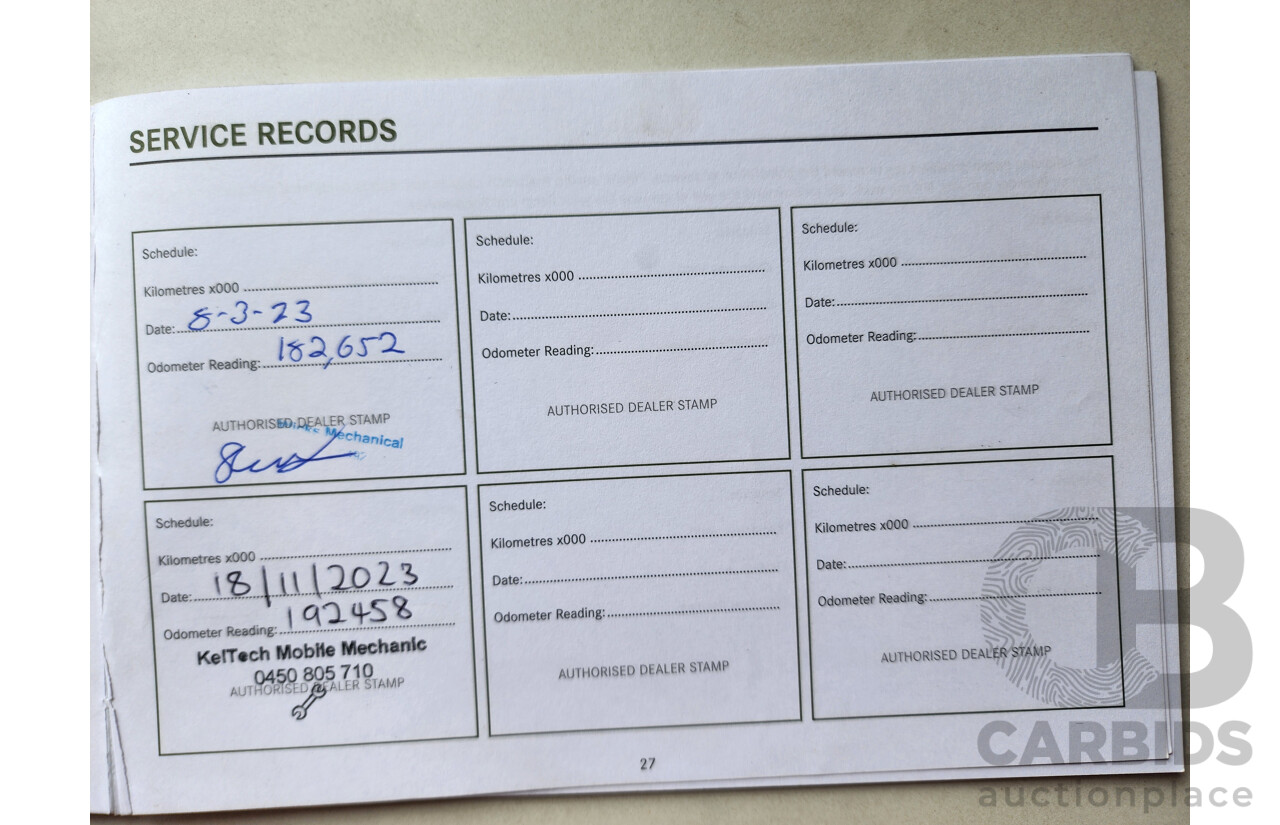 SERVICE RECORDS
Schedule:
Kilometres x000
Date: 8-3-23
Odometer Reading: 182,652
AUTHORISED DEALER STAMP
Mechanical
Schedule:
Kilometres x000
Date:
Odometer Reading:
AUTHORISED DEALER STAMP
Schedule:
Kilometres x000
Date:
Odometer Reading:
AUTHORISED DEALER STAMP
Schedule:
Kilometres x000
Date: 18/11/2023
Odometer Reading: 192458
KelTech Mobile Mechanic
0450 805 710
AUTHORISED DEALER STAMP
Schedule:
Kilometres x000
Date:
Odometer Reading:
AUTHORISED DEALER STAMP
Schedule:
Kilometres x000
Date:
Odometer Reading:
AUTHORISED DEALER STAMP
27
CB
CARBIDS
auctionplace